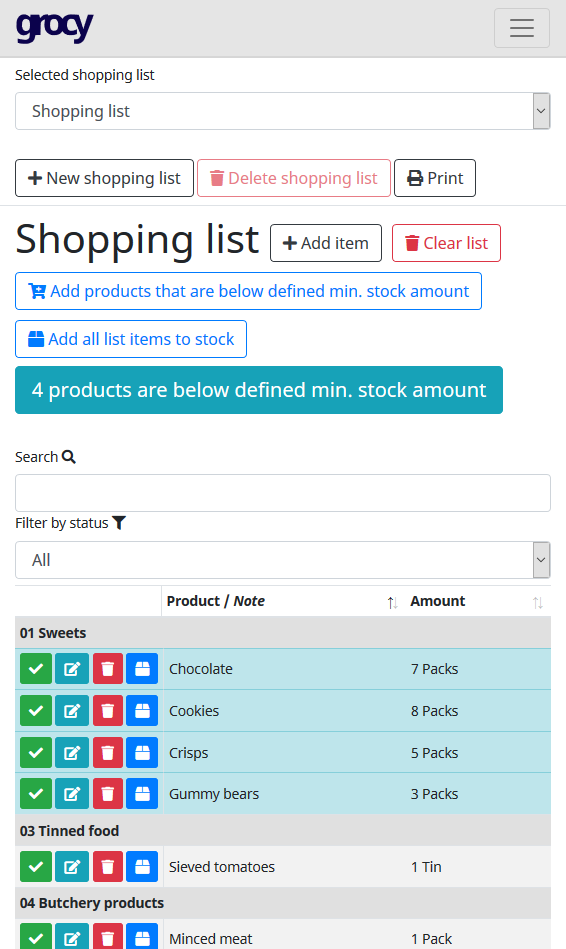 grocy
Selected shopping list
Shopping list
New shopping list Delete shopping list Print
Shopping list Add item Clear list
Add products that are below defined min. stock amount
Add all list items to stock
4 products are below defined min. stock amount
Search
Filter by status
All
Product / Note Amount
01 Sweets
Chocolate 7 Packs
Cookies 8 Packs
Crisps 5 Packs
Gummy bears 3 Packs
03 Tinned food
Sieved tomatoes 1 Tin
04 Butchery products
Minced meat 1 Pack